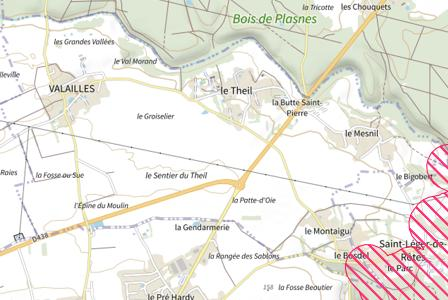 la Tricotte
les Chouquets
Bois de Plasnes
les Grandes Vallées
le Val Morand
VALAILLES
le Theil
la Butte Saint-
Pierre
le Groiselier
le Mesnil
Raies
la Fosse au Sue
le Sentier du Theil
le Bigobert
l'Épine du Moulin
la Patte-d'Oie
la Gendarmerie
D438
le Montaigu
Saint-Léger-de-
Rôtes
le Bosdel
la Rangée des Sablons
le Parc
158
la Fosse Beautier
le Pré Hardy